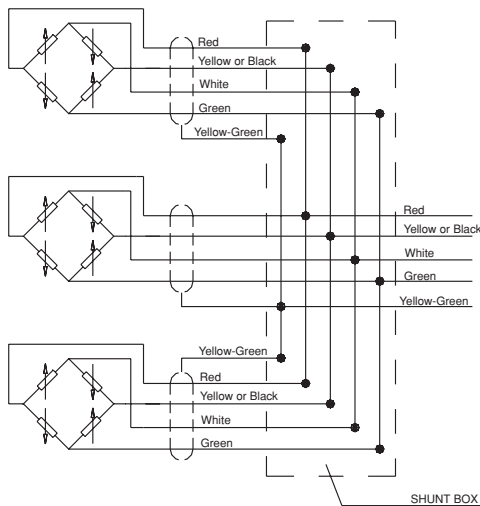 Red
Yellow or Black
White
Green
Yellow-Green
Red
Yellow or Black
White
Green
Yellow-Green
Yellow-Green
Red
Yellow or Black
White
Green
SHUNT BOX